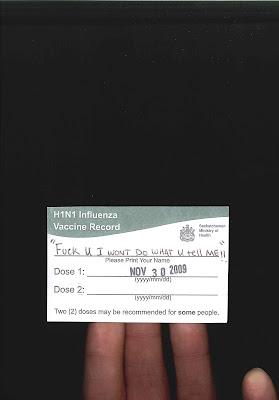 H1N1 Influenza
Vaccine Record
Saskatchewan
Ministry of
Health
"Fuck U I WONT DO WHAT U tell ME!!"
Please Print Your Name
Dose 1: NOV 30 2009
(yyyy/mm/dd)
Dose 2:
(yyyy/mm/dd)
Two (2) doses may be recommended for some people.